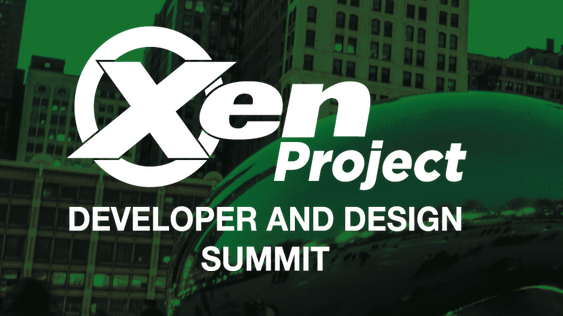 Xen
Project
DEVELOPER AND DESIGN
SUMMIT